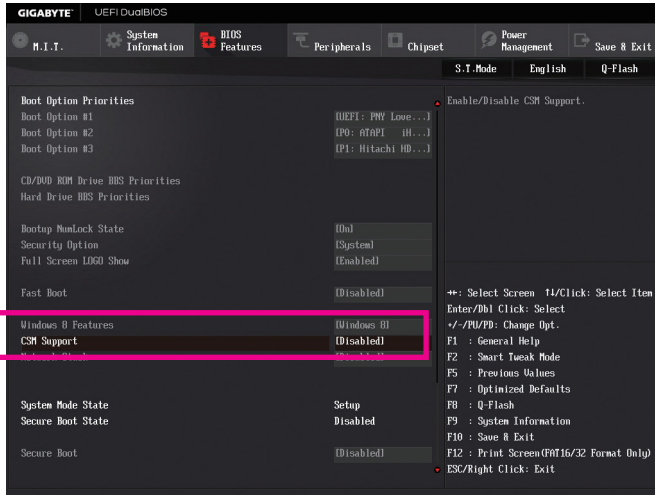 GIGABYTE™ UEFI DualBIOS
M.I.T. System Information BIOS Features Peripherals Chipset Power Management Save & Exit
S.T.Mode English Q-Flash
Boot Option Priorities
Boot Option #1 [UEFI: PNY Love...]
Boot Option #2 [P0: ATAPI iH...]
Boot Option #3 [P1: Hitachi HD...]
CD/DVD ROM Drive BBS Priorities
Hard Drive BBS Priorities
Bootup NumLock State [On]
Security Option [System]
Full Screen LOGO Show [Enabled]
Fast Boot [Disabled]
Windows 8 Features [Windows 8]
CSM Support [Disabled]
System Mode State Setup
Secure Boot State Disabled
Secure Boot [Disabled]
Enable/Disable CSM Support.
→←: Select Screen ↑↓/Click: Select Item
Enter/Dbl Click: Select
+/-/PU/PD: Change Opt.
F1 : General Help
F2 : Smart Tweak Mode
F5 : Previous Values
F7 : Optimized Defaults
F8 : Q-Flash
F9 : System Information
F10 : Save & Exit
F12 : Print Screen(FAT16/32 Format Only)
ESC/Right Click: Exit